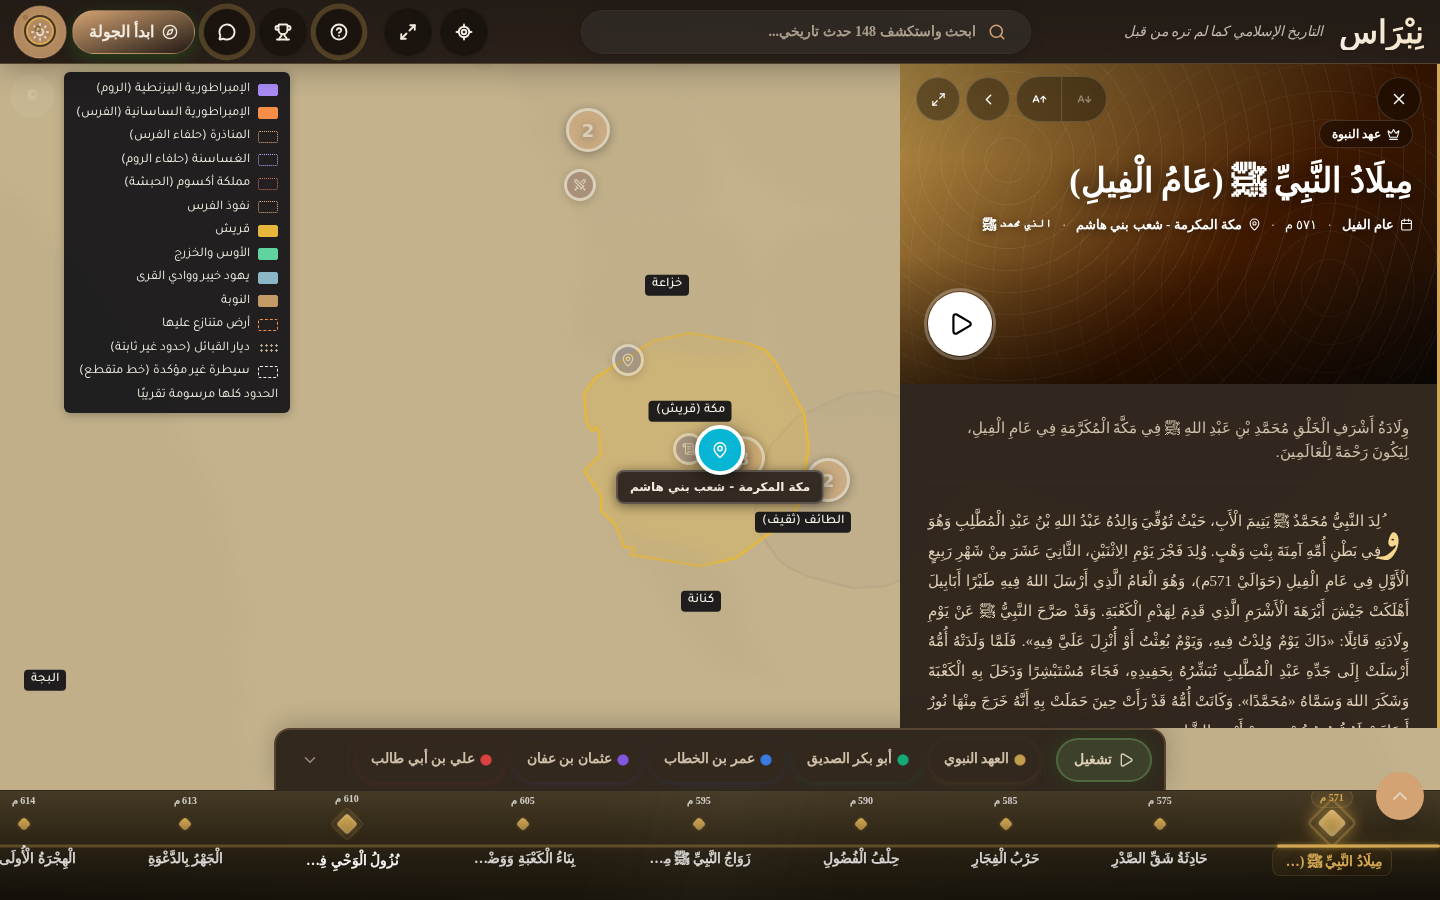 نِبْرَاس
التاريخ الإسلامي كما لم تره من قبل
ابحث واستكشف 148 حدث تاريخي...
ابدأ الجولة
عهد النبوة
مِيلَادُ النَّبِيِّ ﷺ (عَامُ الْفِيلِ)
عام الفيل · ٥٧١ م · مكة المكرمة - شعب بني هاشم · النبي محمد ﷺ
وِلَادَةُ أَشْرَفِ الْخَلْقِ مُحَمَّدِ بْنِ عَبْدِ اللهِ ﷺ فِي مَكَّةَ الْمُكَرَّمَةِ فِي عَامِ الْفِيلِ،
لِيَكُونَ رَحْمَةً لِلْعَالَمِينَ.
وُلِدَ النَّبِيُّ مُحَمَّدٌ ﷺ يَتِيمَ الْأَبِ، حَيْثُ تُوُفِّيَ وَالِدُهُ عَبْدُ اللهِ بْنُ عَبْدِ الْمُطَّلِبِ وَهُوَ
فِي بَطْنِ أُمِّهِ آمِنَةَ بِنْتِ وَهْبٍ. وُلِدَ فَجْرَ يَوْمِ الِاثْنَيْنِ، الثَّانِيَ عَشَرَ مِنْ شَهْرِ رَبِيعٍ
الْأَوَّلِ فِي عَامِ الْفِيلِ (حَوَالَيْ 571م)، وَهُوَ الْعَامُ الَّذِي أَرْسَلَ اللهُ فِيهِ طَيْرًا أَبَابِيلَ
أَهْلَكَتْ جَيْشَ أَبْرَهَةَ الْأَشْرَمِ الَّذِي قَدِمَ لِهَدْمِ الْكَعْبَةِ. وَقَدْ صَرَّحَ النَّبِيُّ ﷺ عَنْ يَوْمِ
وِلَادَتِهِ قَائِلًا: «ذَاكَ يَوْمٌ وُلِدْتُ فِيهِ، وَيَوْمٌ بُعِثْتُ أَوْ أُنْزِلَ عَلَيَّ فِيهِ». فَلَمَّا وَلَدَتْهُ أُمُّهُ
أَرْسَلَتْ إِلَى جَدِّهِ عَبْدِ الْمُطَّلِبِ تُبَشِّرُهُ بِحَفِيدِهِ، فَجَاءَ مُسْتَبْشِرًا وَدَخَلَ بِهِ الْكَعْبَةَ
وَشَكَرَ اللهَ وَسَمَّاهُ «مُحَمَّدًا». وَكَانَتْ أُمُّهُ قَدْ رَأَتْ حِينَ حَمَلَتْ بِهِ أَنَّهُ خَرَجَ مِنْهَا نُورٌ
الإمبراطورية البيزنطية (الروم)
الإمبراطورية الساسانية (الفرس)
المناذرة (حلفاء الفرس)
الغساسنة (حلفاء الروم)
مملكة أكسوم (الحبشة)
نفوذ الفرس
قريش
الأوس والخزرج
يهود خيبر ووادي القرى
النوبة
أرض متنازع عليها
ديار القبائل (حدود غير ثابتة)
سيطرة غير مؤكدة (خط متقطع)
الحدود كلها مرسومة تقريبًا
2
خزاعة
مكة (قريش)
3
2
مكة المكرمة - شعب بني هاشم
الطائف (ثقيف)
كنانة
البجة
تشغيل
العهد النبوي
أبو بكر الصديق
عمر بن الخطاب
عثمان بن عفان
علي بن أبي طالب
571 م
575 م
585 م
590 م
595 م
605 م
610 م
613 م
614 م
مِيلَادُ النَّبِيِّ ﷺ (...
حَادِثَةُ شَقِّ الصَّدْرِ
حَرْبُ الْفِجَارِ
حِلْفُ الْفُضُولِ
زَوَاجُ النَّبِيِّ ﷺ مِـ...
بِنَاءُ الْكَعْبَةِ وَوَضْـ...
نُزُولُ الْوَحْيِ فِـ...
الْجَهْرُ بِالدَّعْوَةِ
الْهِجْرَةُ الْأُولَى